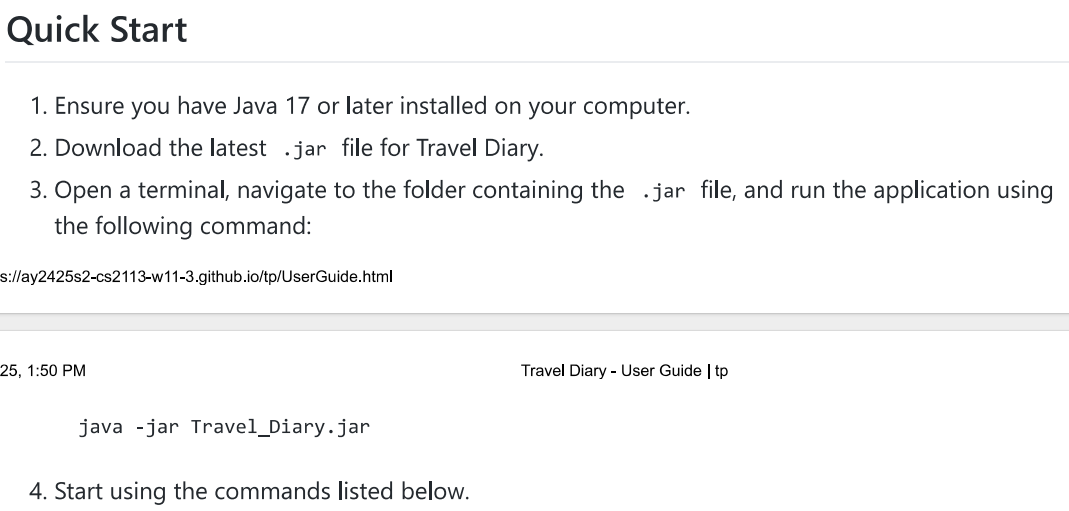 Quick Start
1. Ensure you have Java 17 or later installed on your computer.
2. Download the latest .jar file for Travel Diary.
3. Open a terminal, navigate to the folder containing the .jar file, and run the application using
the following command:
s://ay2425s2-cs2113-w11-3.github.io/tp/UserGuide.html
25, 1:50 PM
Travel Diary - User Guide | tp
java -jar Travel_Diary.jar
4. Start using the commands listed below.